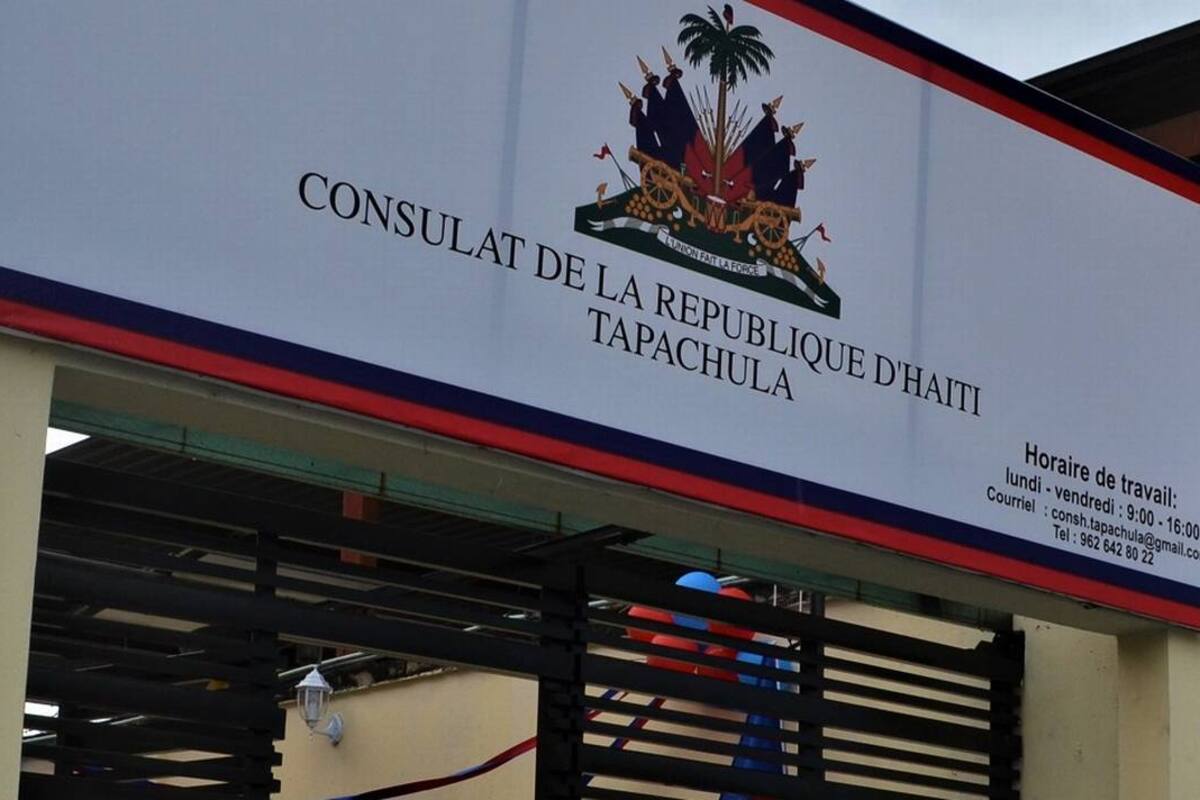 L'UNION FAIT LA FORCE
CONSULAT DE LA REPUBLIQUE D'HAITI
TAPACHULA
Horaire de travail:
lundi - vendredi : 9:00 - 16:00
Courriel : consh.tapachula@gmail.co
Tel : 962 642 80 22